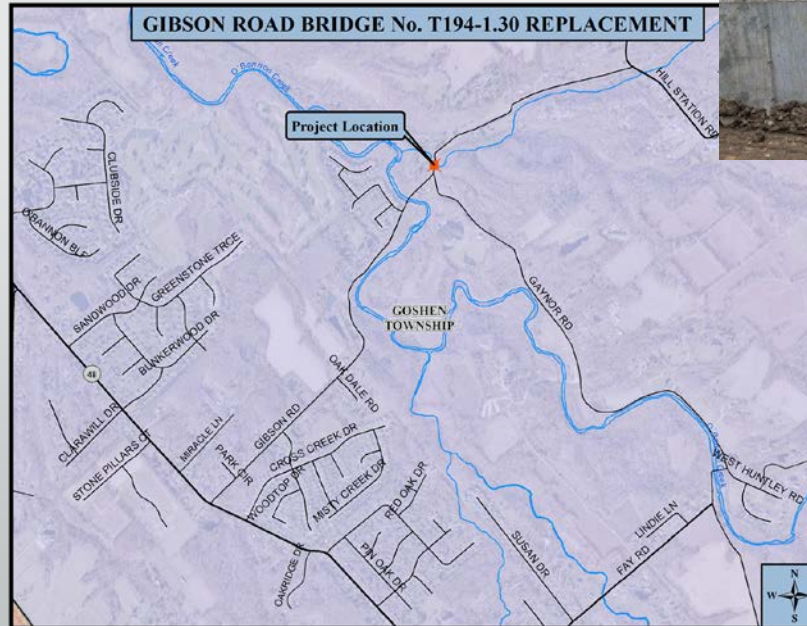 GIBSON ROAD BRIDGE No. T194-1.30 REPLACEMENT
O Bannon Creek
HILL STATION RD
Project Location
CLUBSIDE DR
GREENSTONE TRCE
SANDWOOD DR
GAYNOR RD
GOSHEN
TOWNSHIP
BUNKERWOOD DR
48
OAK DALE RD
CLARAWILL DR
MIRACLE LN
GIBSON RD
CROSS CREEK DR
STONE PILLARS CT
PARK CIR
WEST HUNTLEY RD
WOODTOP DR
MISTY CREEK DR
RED OAK DR
LINDIE LN
SUSAN DR
FAY RD
PIN OAK DR
OAKRIDGE DR
N
W E
S